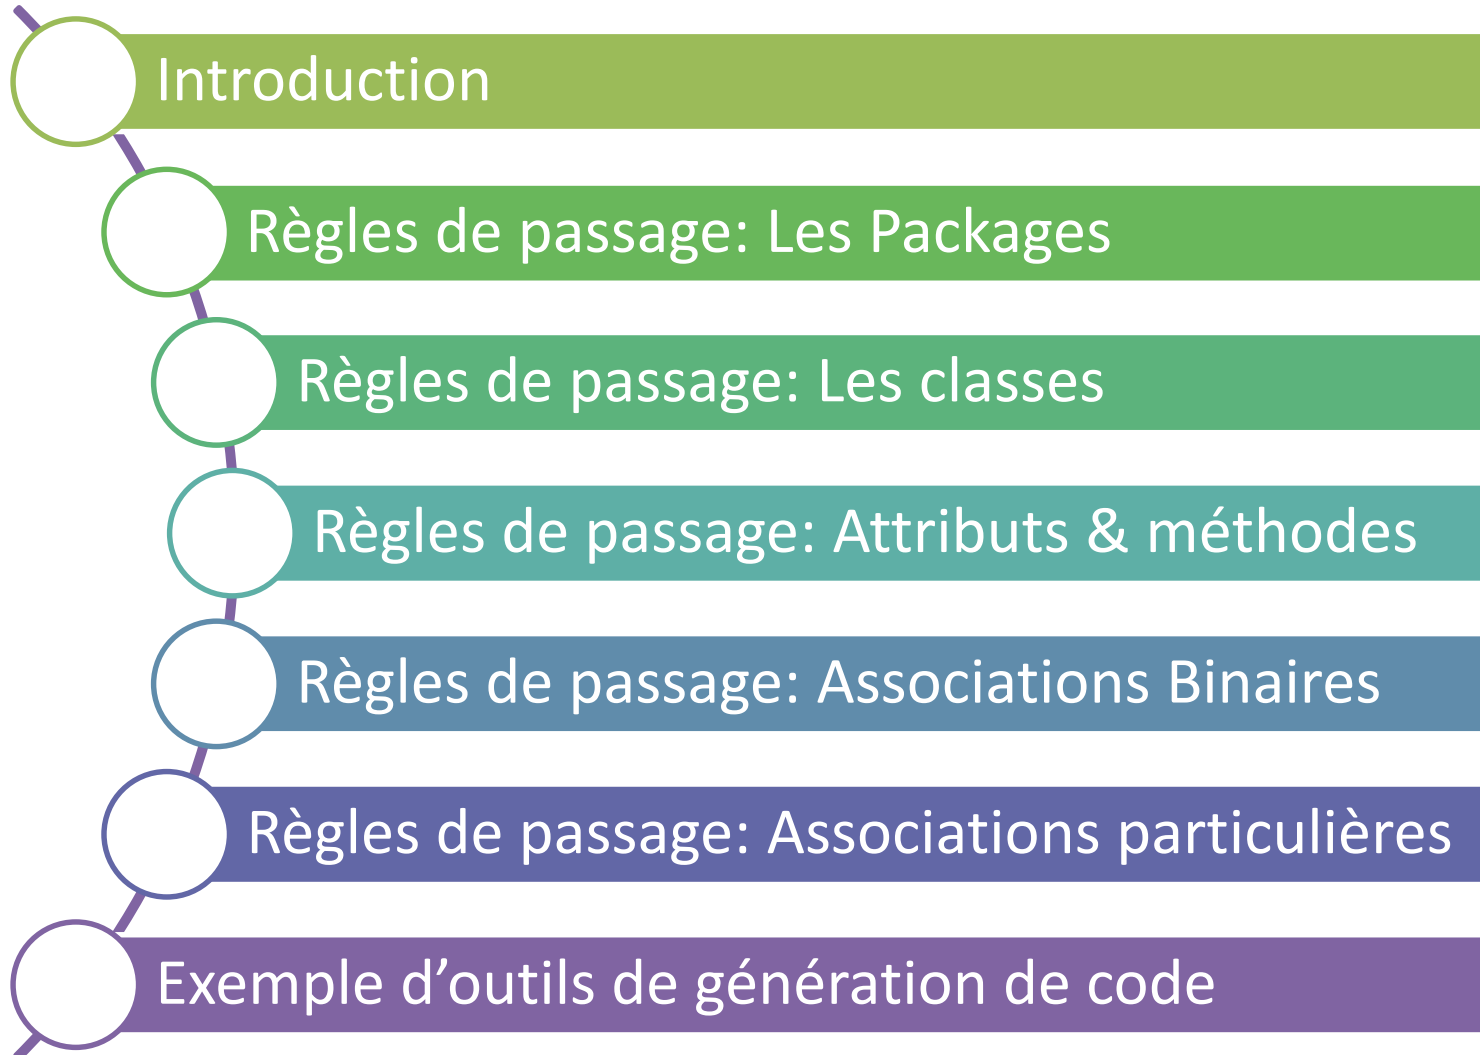 Introduction
Règles de passage: Les Packages
Règles de passage: Les classes
Règles de passage: Attributs & méthodes
Règles de passage: Associations Binaires
Règles de passage: Associations particulières
Exemple d’outils de génération de code